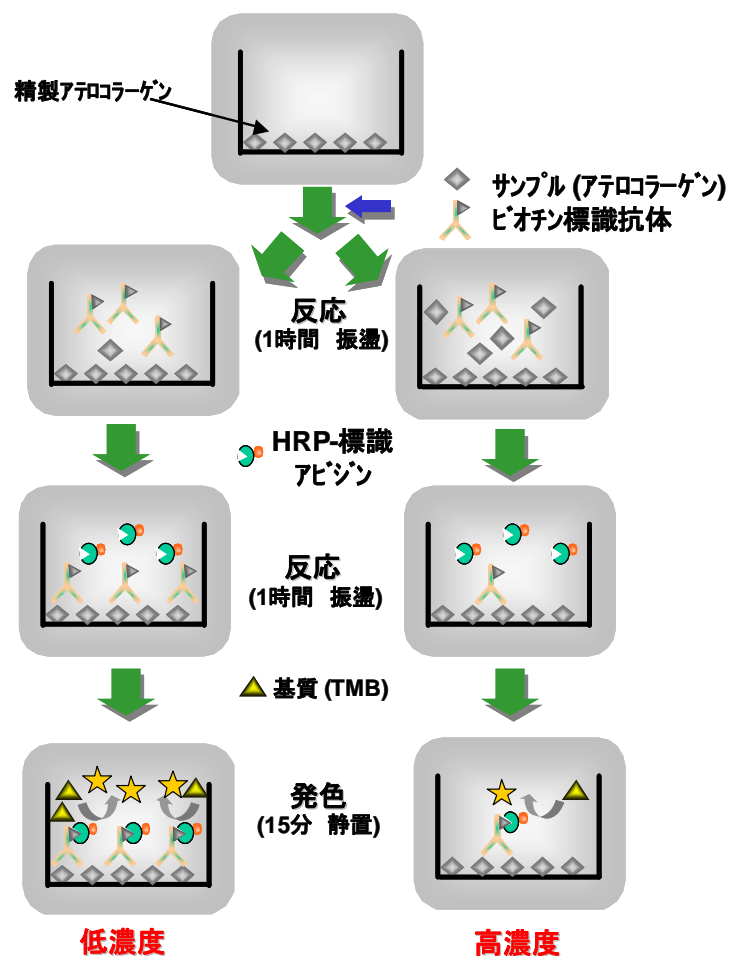 精製アテロコラーゲン
サンプル (アテロコラーゲン)
ビオチン標識抗体
反応
(1時間 振盪)
HRP-標識
アビジン
反応
(1時間 振盪)
基質 (TMB)
発色
(15分 静置)
低濃度
高濃度